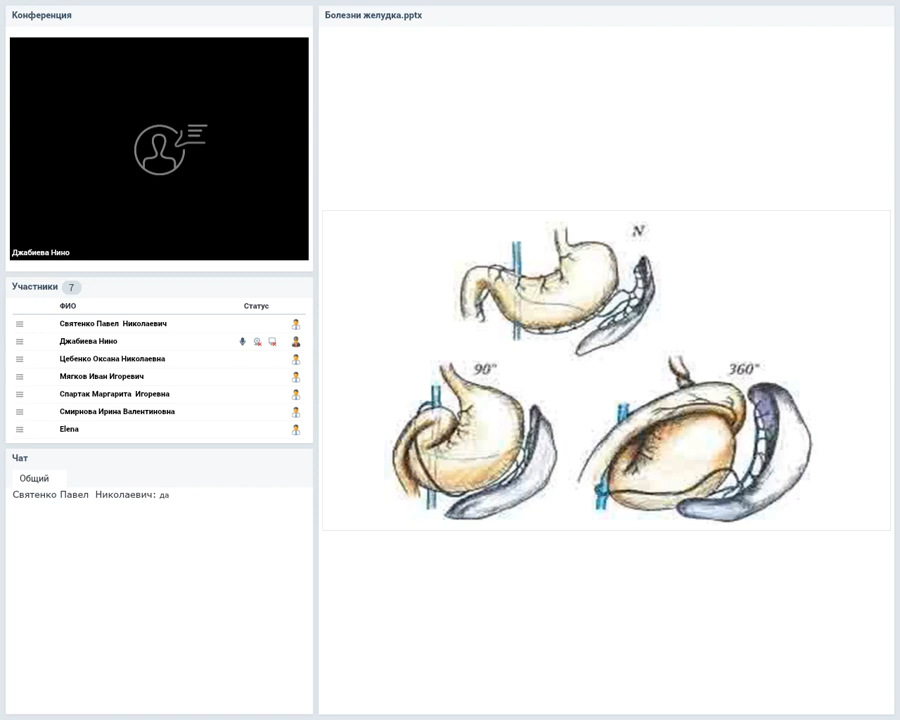 Конференция
Джабиева Нино
Участники 7
ФИО Статус
Святенко Павел Николаевич
Джабиева Нино
Цебенко Оксана Николаевна
Мягков Иван Игоревич
Спартак Маргарита Игоревна
Смирнова Ирина Валентиновна
Elena
Чат
Общий
Святенко Павел Николаевич: да
Болезни желудка.pptx
N
90°
360°